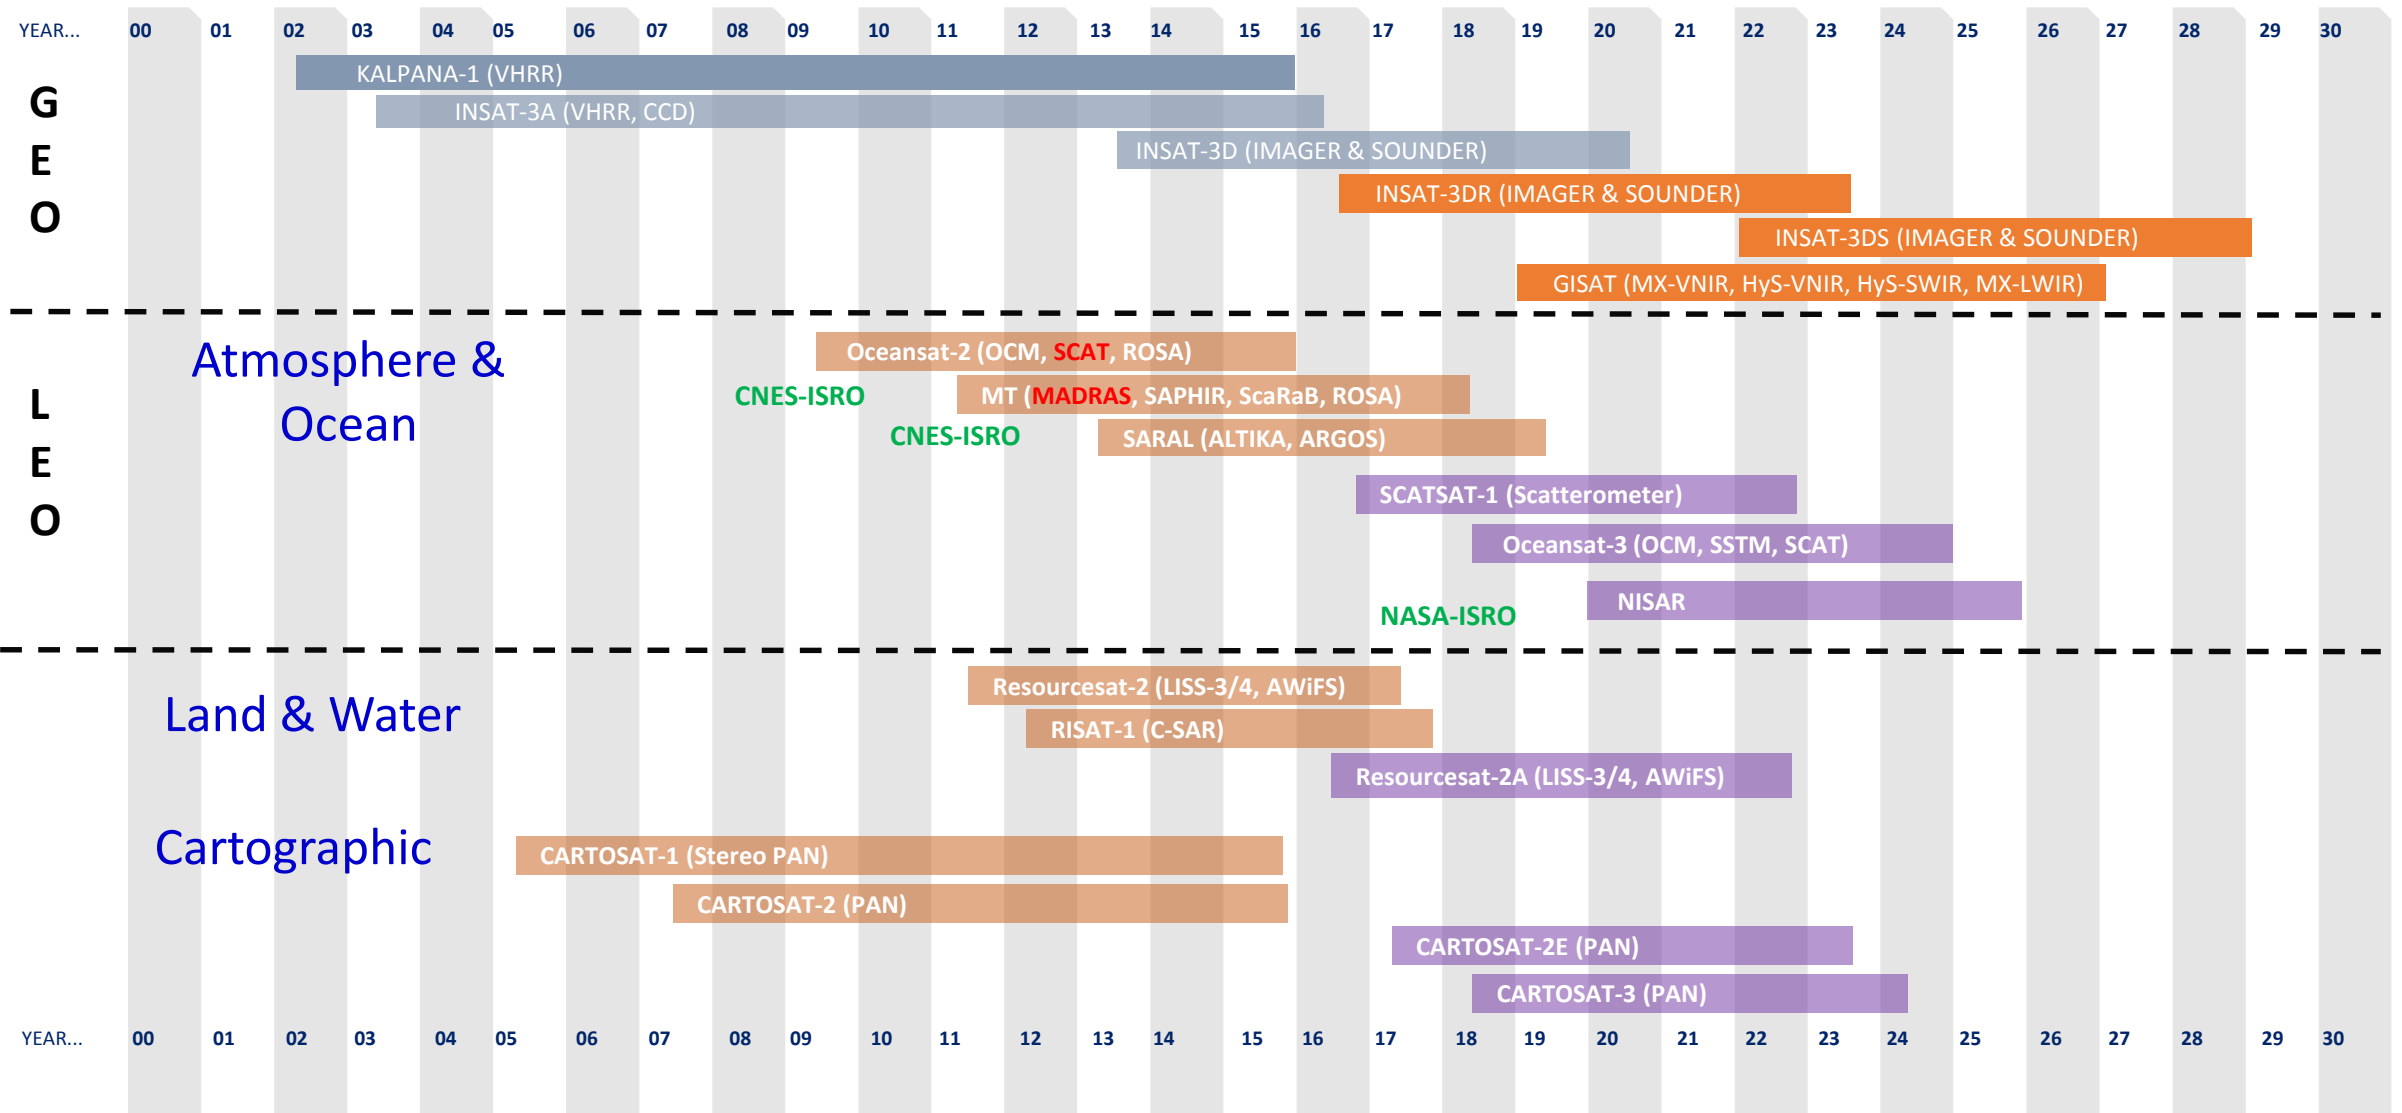 YEAR... 00 01 02 03 04 05 06 07 08 09 10 11 12 13 14 15 16 17 18 19 20 21 22 23 24 25 26 27 28 29 30
G
E
O
KALPANA-1 (VHRR)
INSAT-3A (VHRR, CCD)
INSAT-3D (IMAGER & SOUNDER)
INSAT-3DR (IMAGER & SOUNDER)
INSAT-3DS (IMAGER & SOUNDER)
GISAT (MX-VNIR, HyS-VNIR, HyS-SWIR, MX-LWIR)
L
E
O
Atmosphere &
Ocean
Oceansat-2 (OCM, SCAT, ROSA)
CNES-ISRO
MT (MADRAS, SAPHIR, ScaRaB, ROSA)
CNES-ISRO
SARAL (ALTIKA, ARGOS)
SCATSAT-1 (Scatterometer)
Oceansat-3 (OCM, SSTM, SCAT)
NISAR
NASA-ISRO
Land & Water
Resourcesat-2 (LISS-3/4, AWiFS)
RISAT-1 (C-SAR)
Resourcesat-2A (LISS-3/4, AWiFS)
Cartographic
CARTOSAT-1 (Stereo PAN)
CARTOSAT-2 (PAN)
CARTOSAT-2E (PAN)
CARTOSAT-3 (PAN)
YEAR... 00 01 02 03 04 05 06 07 08 09 10 11 12 13 14 15 16 17 18 19 20 21 22 23 24 25 26 27 28 29 30